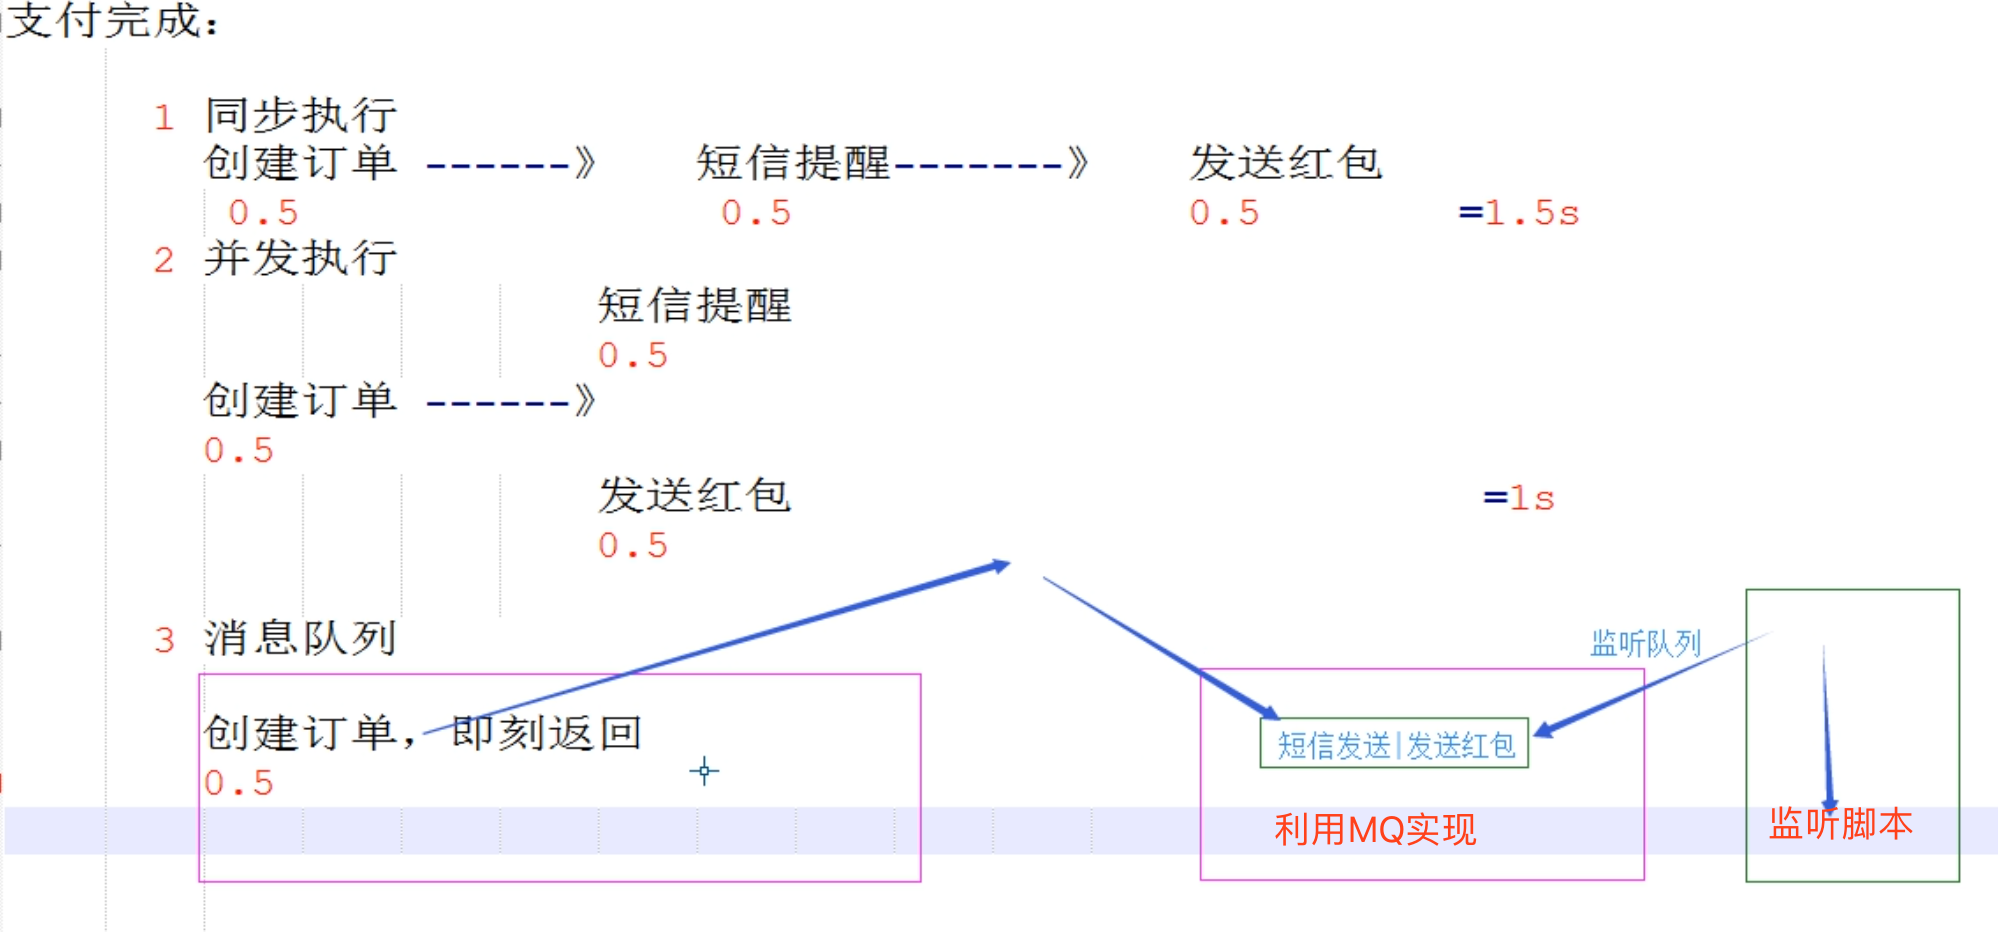 支付完成：
1 同步执行
创建订单 ------》 短信提醒-------》 发送红包
0.5 0.5 0.5 =1.5s
2 并发执行
短信提醒
0.5
创建订单 ------》
0.5
发送红包 =1s
0.5
3 消息队列
监听队列
创建订单，即刻返回
短信发送|发送红包
0.5
利用MQ实现
监听脚本